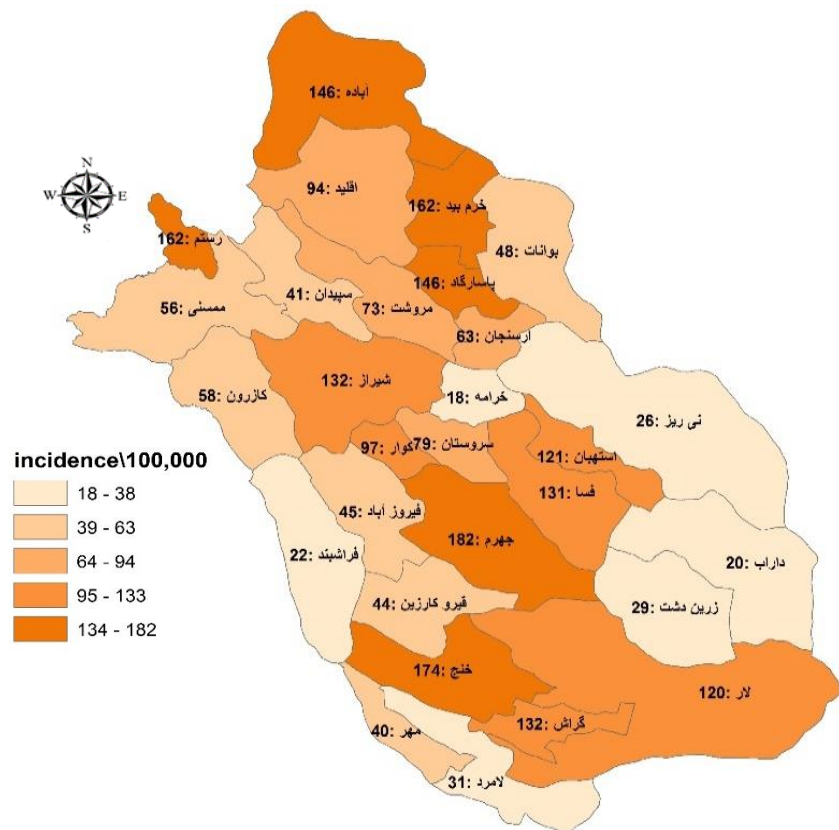 آباده :146
اقلید :94
خرم بید :162
بوانات :48
N
W E
S
رستم :162
پاسارگاد :146
سپیدان :41
ممسنی :56
مروشت :73
ارسنجان :63
شیراز :132
کازرون :58
خرامه :18
نی ریز :26
سروستان :79
کوار :97
استهبان :121
فسا :131
فیروز آباد :45
جهرم :182
فراشبند :22
داراب :20
قیرو کارزین :44
زرین دشت :29
خنج :174
لار :120
گراش :132
مهر :40
لامرد :31
incidence\100,000
18 - 38
39 - 63
64 - 94
95 - 133
134 - 182